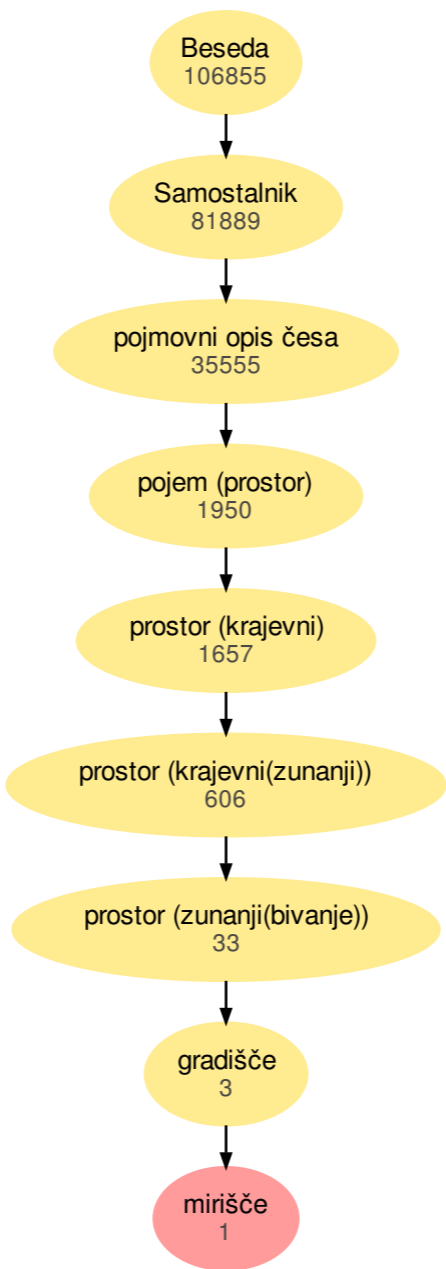 Beseda
106855
Samostalnik
81889
pojmovni opis česa
35555
pojem (prostor)
1950
prostor (krajevni)
1657
prostor (krajevni(zunanji))
606
prostor (zunanji(bivanje))
33
gradišče
3
mirišče
1